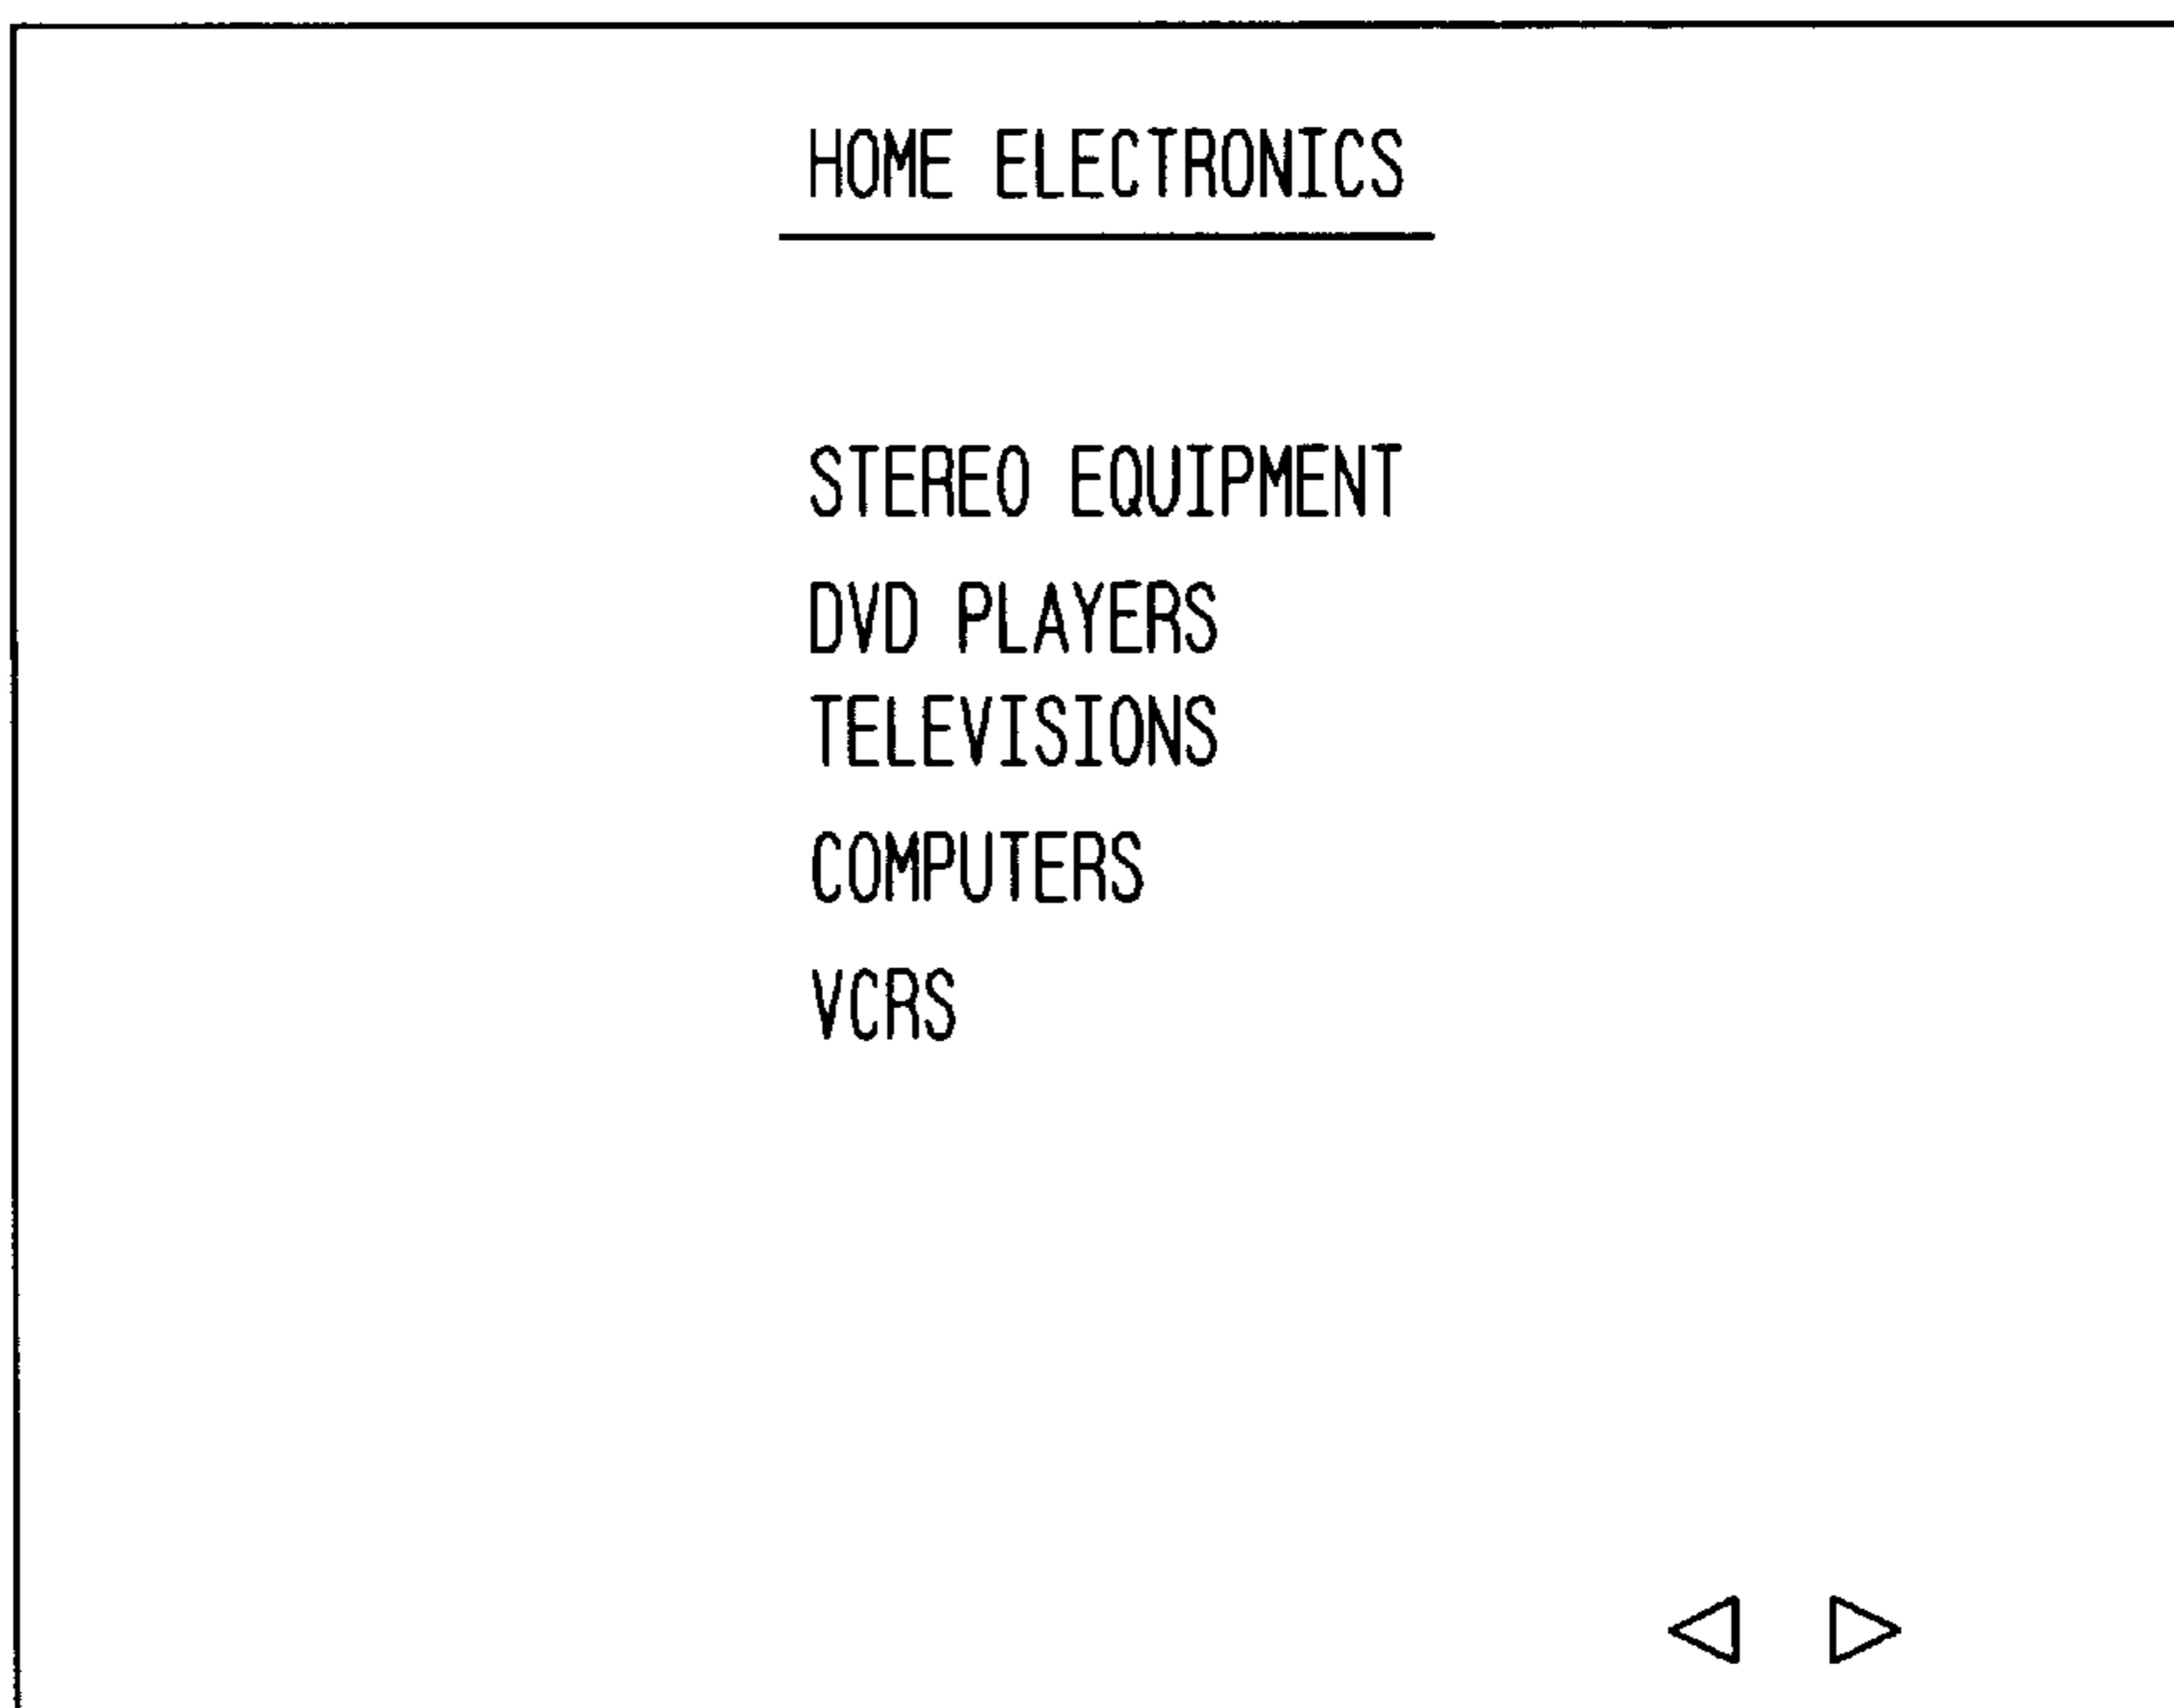 HOME ELECTRONICS
STEREO EQUIPMENT
DVD PLAYERS
TELEVISIONS
COMPUTERS
VCRS